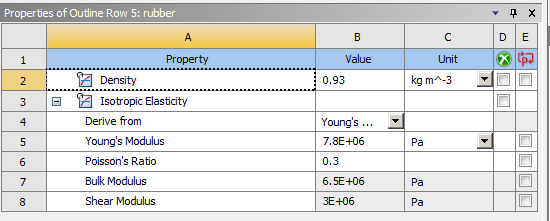 Properties of Outline Row 5: rubber
A B C D E
1 Property Value Unit
2 Density 0.93 kg m^-3
3 Isotropic Elasticity
4 Derive from Young's ...
5 Young's Modulus 7.8E+06 Pa
6 Poisson's Ratio 0.3
7 Bulk Modulus 6.5E+06 Pa
8 Shear Modulus 3E+06 Pa